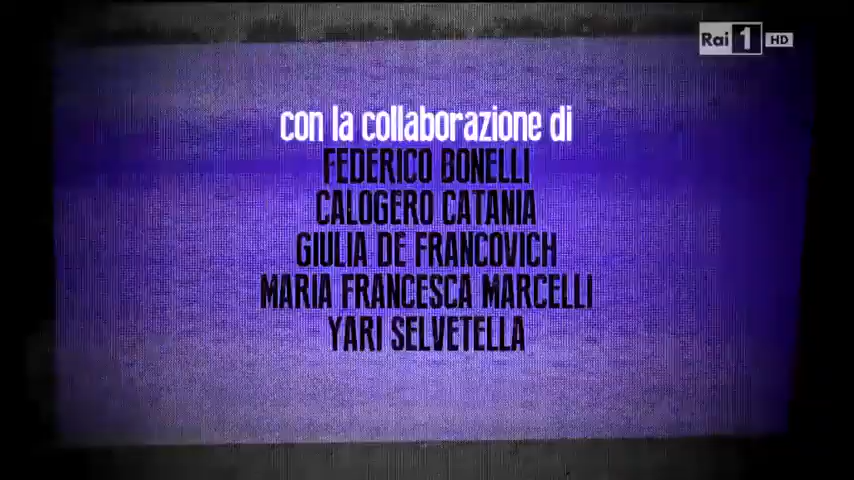 Rai 1 HD
con la collaborazione di
FEDERICO BONELLI
CALOGERO CATANIA
GIULIA DE FRANCOVICH
MARIA FRANCESCA MARCELLI
YARI SELVETELLA